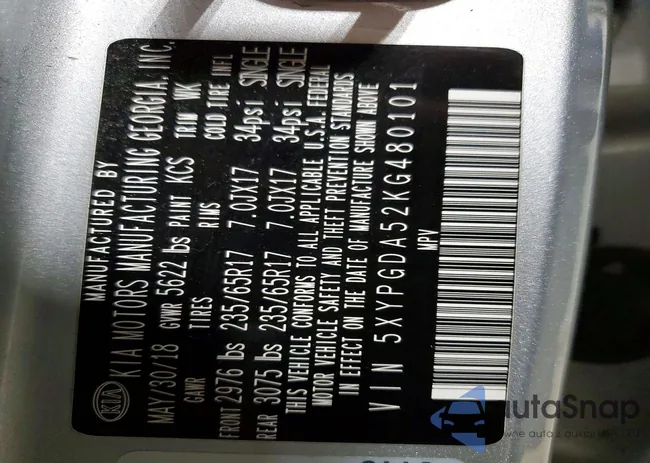 MANUFACTURED BY
KIA KIA MOTORS MANUFACTURING GEORGIA, INC.
MAY/30/18 GVWR 5622 lbs PAINT KCS TRIM WK
GAWR TIRES RIMS COLD TIRE INFL
FRONT 2976 lbs 235/65R17 7.0JX17 34psi SINGLE
REAR 3075 lbs 235/65R17 7.0JX17 34psi SINGLE
THIS VEHICLE CONFORMS TO ALL APPLICABLE U.S.A. FEDERAL
MOTOR VEHICLE SAFETY AND THEFT PREVENTION STANDARDS
IN EFFECT ON THE DATE OF MANUFACTURE SHOWN ABOVE
VIN 5XYPGDA52KG480101
MPV
autaSnap